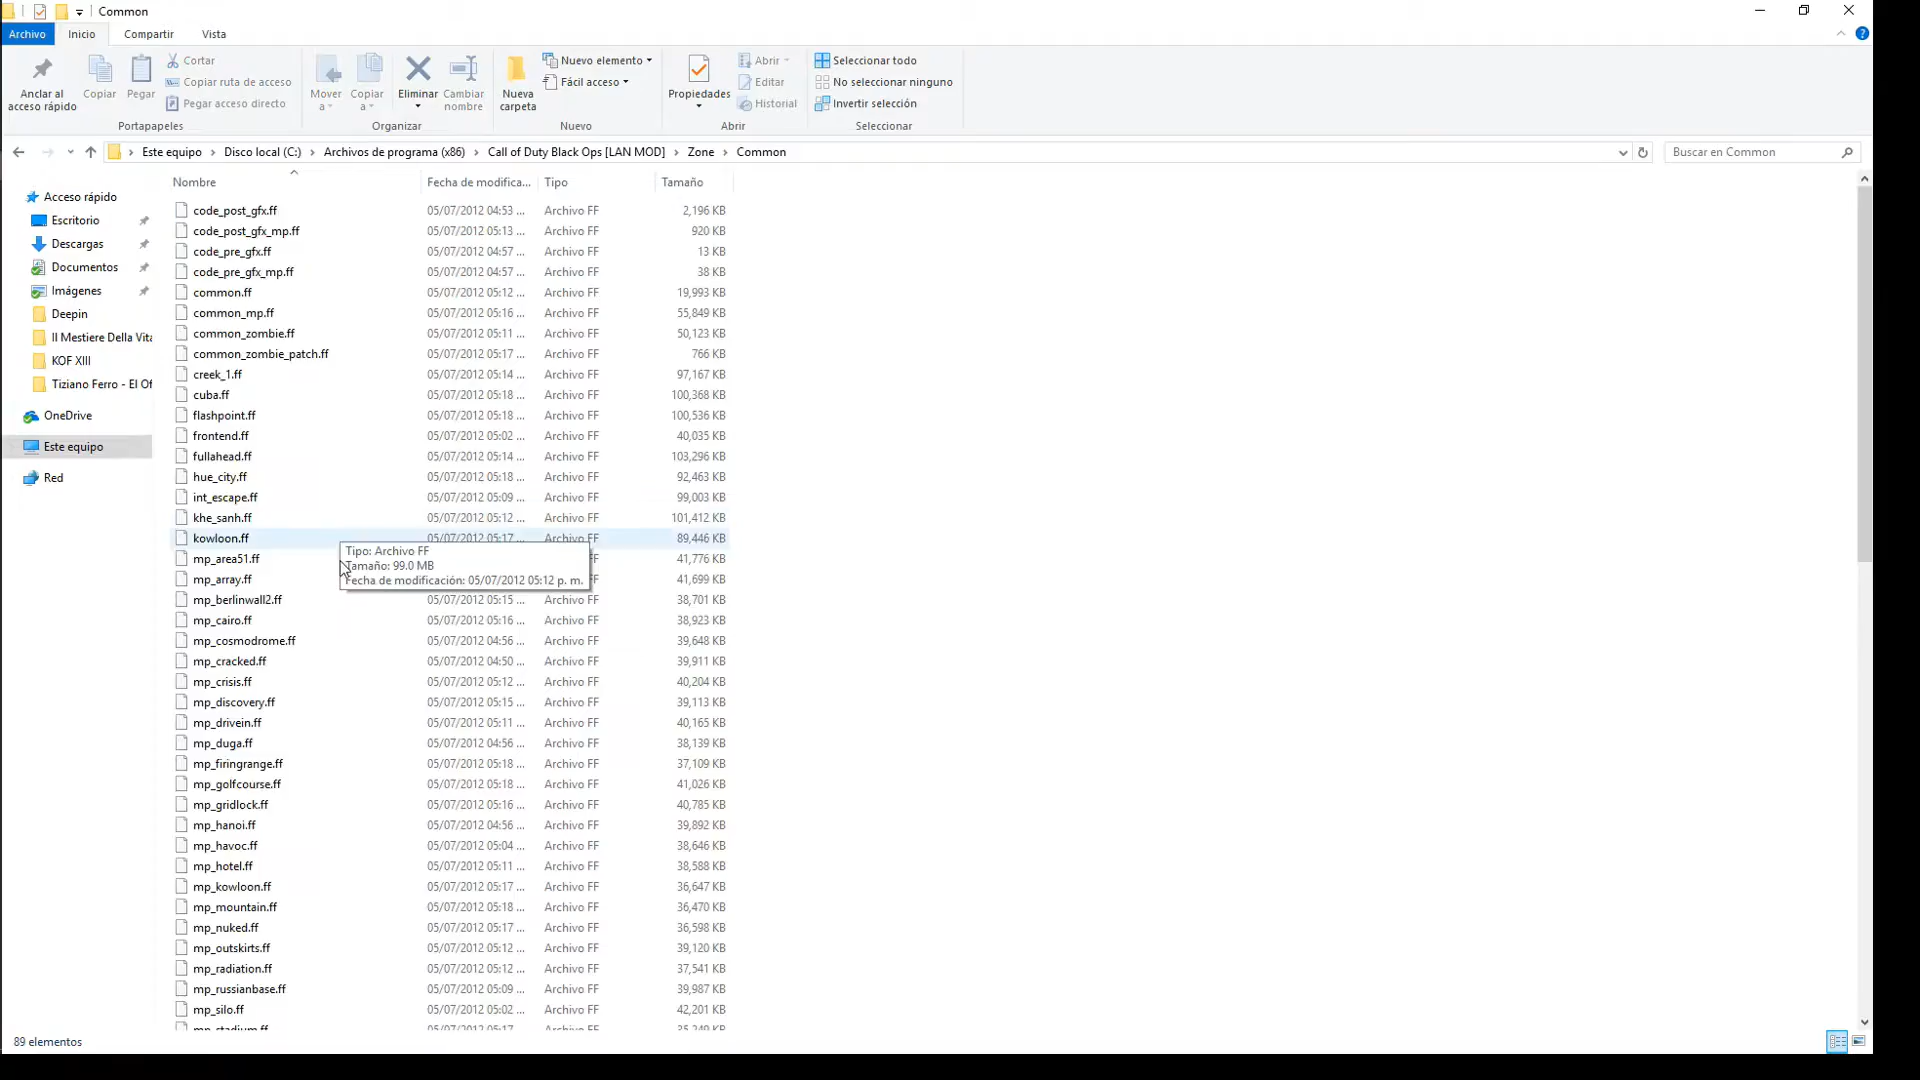 Common
Archivo Inicio Compartir Vista
Anclar al acceso rápido
Copiar
Pegar
Cortar
Copiar ruta de acceso
Pegar acceso directo
Portapapeles
Mover a
Copiar a
Eliminar
Cambiar nombre
Organizar
Nueva carpeta
Nuevo elemento
Fácil acceso
Nuevo
Propiedades
Abrir
Editar
Historial
Abrir
Seleccionar todo
No seleccionar ninguno
Invertir selección
Seleccionar
Este equipo Disco local (C:) Archivos de programa (x86) Call of Duty Black Ops [LAN MOD] Zone Common
Buscar en Common
Acceso rápido
Escritorio
Descargas
Documentos
Imágenes
Deepin
Il Mestiere Della Vita
KOF XIII
Tiziano Ferro - El Of
OneDrive
Este equipo
Red
Nombre Fecha de modifica... Tipo Tamaño
code_post_gfx.ff 05/07/2012 04:53 ... Archivo FF 2,196 KB
code_post_gfx_mp.ff 05/07/2012 05:13 ... Archivo FF 920 KB
code_pre_gfx.ff 05/07/2012 04:57 ... Archivo FF 13 KB
code_pre_gfx_mp.ff 05/07/2012 04:57 ... Archivo FF 38 KB
common.ff 05/07/2012 05:12 ... Archivo FF 19,993 KB
common_mp.ff 05/07/2012 05:16 ... Archivo FF 55,849 KB
common_zombie.ff 05/07/2012 05:11 ... Archivo FF 50,123 KB
common_zombie_patch.ff 05/07/2012 05:17 ... Archivo FF 766 KB
creek_1.ff 05/07/2012 05:14 ... Archivo FF 97,167 KB
cuba.ff 05/07/2012 05:18 ... Archivo FF 100,368 KB
flashpoint.ff 05/07/2012 05:18 ... Archivo FF 100,536 KB
frontend.ff 05/07/2012 05:02 ... Archivo FF 40,035 KB
fullahead.ff 05/07/2012 05:14 ... Archivo FF 103,296 KB
hue_city.ff 05/07/2012 05:18 ... Archivo FF 92,463 KB
int_escape.ff 05/07/2012 05:09 ... Archivo FF 99,003 KB
khe_sanh.ff 05/07/2012 05:12 ... Archivo FF 101,412 KB
kowloon.ff 05/07/2012 05:17 ... Archivo FF 89,446 KB
Tipo: Archivo FF
Tamaño: 99.0 MB
Fecha de modificación: 05/07/2012 05:12 p. m.
mp_area51.ff FF 41,776 KB
mp_array.ff FF 41,699 KB
mp_berlinwall2.ff 05/07/2012 05:15 ... Archivo FF 38,701 KB
mp_cairo.ff 05/07/2012 05:16 ... Archivo FF 38,923 KB
mp_cosmodrome.ff 05/07/2012 04:56 ... Archivo FF 39,648 KB
mp_cracked.ff 05/07/2012 04:50 ... Archivo FF 39,911 KB
mp_crisis.ff 05/07/2012 05:12 ... Archivo FF 40,204 KB
mp_discovery.ff 05/07/2012 05:15 ... Archivo FF 39,113 KB
mp_drivein.ff 05/07/2012 05:11 ... Archivo FF 40,165 KB
mp_duga.ff 05/07/2012 04:56 ... Archivo FF 38,139 KB
mp_firingrange.ff 05/07/2012 05:18 ... Archivo FF 37,109 KB
mp_golfcourse.ff 05/07/2012 05:18 ... Archivo FF 41,026 KB
mp_gridlock.ff 05/07/2012 05:16 ... Archivo FF 40,785 KB
mp_hanoi.ff 05/07/2012 04:56 ... Archivo FF 39,892 KB
mp_havoc.ff 05/07/2012 05:04 ... Archivo FF 38,646 KB
mp_hotel.ff 05/07/2012 05:11 ... Archivo FF 38,588 KB
mp_kowloon.ff 05/07/2012 05:17 ... Archivo FF 36,647 KB
mp_mountain.ff 05/07/2012 05:18 ... Archivo FF 36,470 KB
mp_nuked.ff 05/07/2012 05:17 ... Archivo FF 36,598 KB
mp_outskirts.ff 05/07/2012 05:12 ... Archivo FF 39,120 KB
mp_radiation.ff 05/07/2012 05:12 ... Archivo FF 37,541 KB
mp_russianbase.ff 05/07/2012 05:09 ... Archivo FF 39,987 KB
mp_silo.ff 05/07/2012 05:02 ... Archivo FF 42,201 KB
mp_stadium.ff 05/07/2012 05:17 ... Archivo FF 35,249 KB
89 elementos